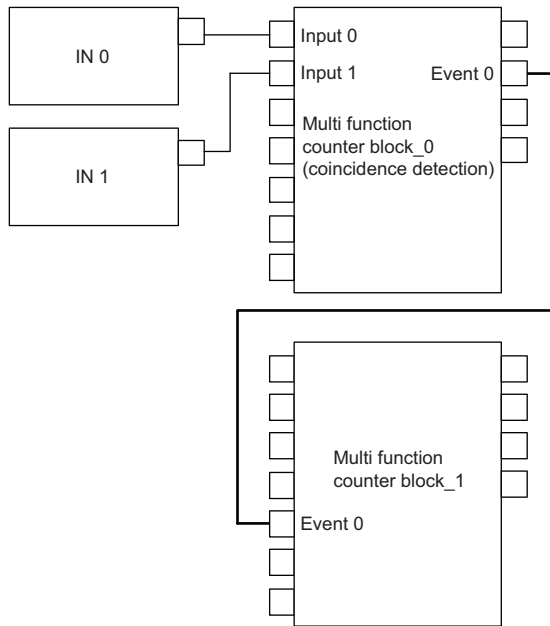 IN 0
Input 0
Input 1
Event 0
Multi function
counter block_0
(coincidence detection)
IN 1
Multi function
counter block_1
Event 0